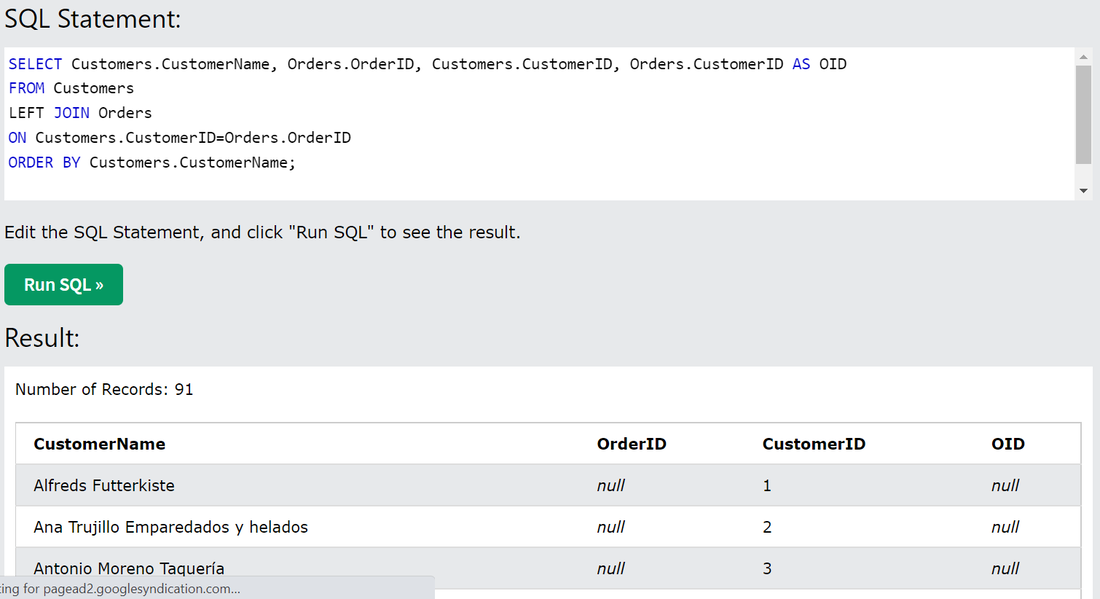 SQL Statement:
SELECT Customers.CustomerName, Orders.OrderID, Customers.CustomerID, Orders.CustomerID AS OID
FROM Customers
LEFT JOIN Orders
ON Customers.CustomerID=Orders.OrderID
ORDER BY Customers.CustomerName;
Edit the SQL Statement, and click "Run SQL" to see the result.
Run SQL »
Result:
Number of Records: 91
CustomerName OrderID CustomerID OID
Alfreds Futterkiste null 1 null
Ana Trujillo Emparedados y helados null 2 null
Antonio Moreno Taquería null 3 null
ting for pagead2.googlesyndication.com...